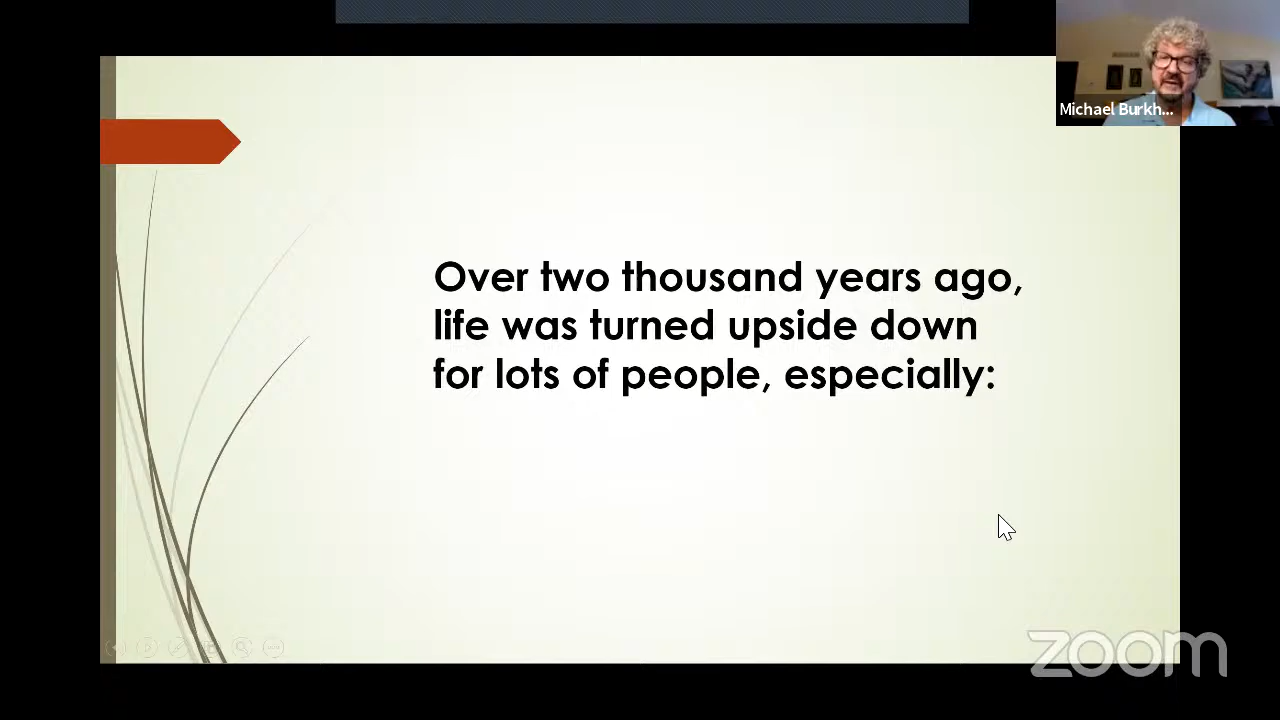 Michael Burkh...
Over two thousand years ago,
life was turned upside down
for lots of people, especially:
zoom